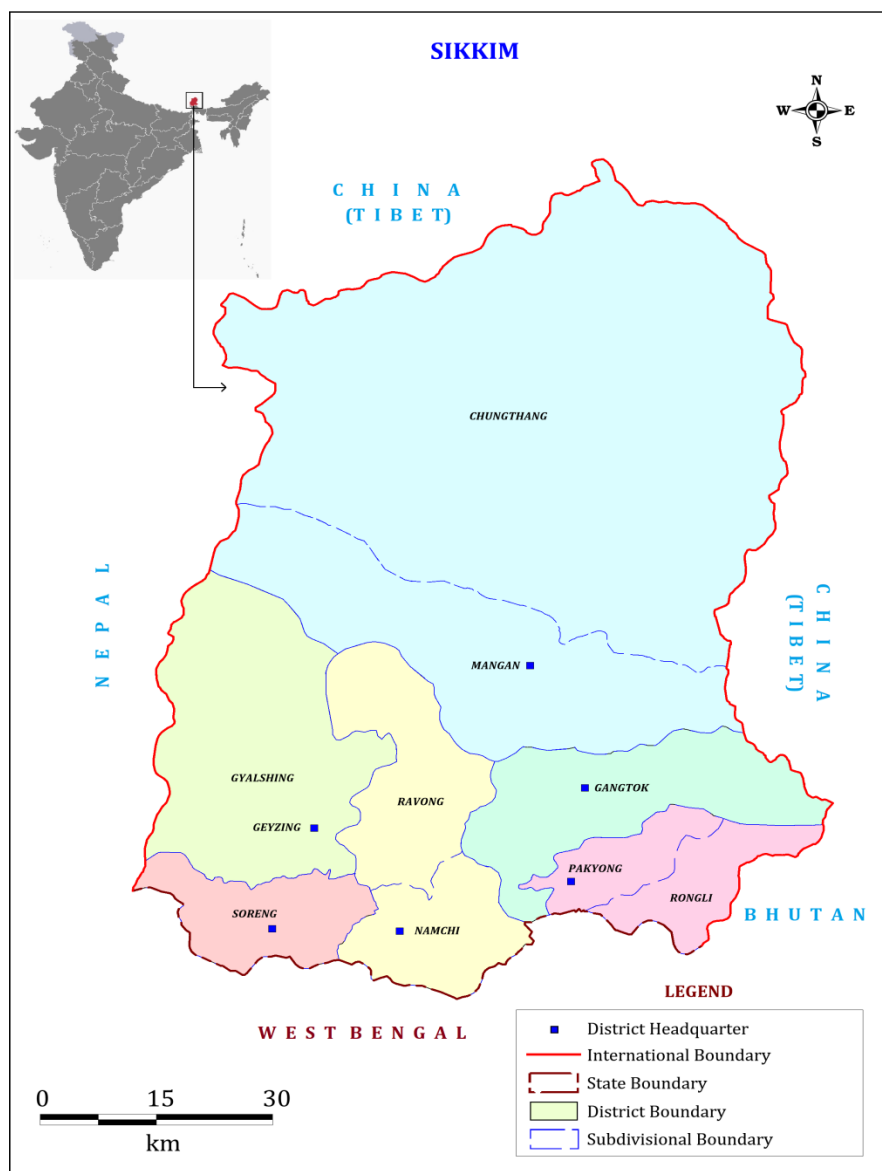 SIKKIM
N
W E
S
C H I N A
(T I B E T)
CHUNGTHANG
N E P A L
C H I N A
(T I B E T)
MANGAN
GYALSHING
RAVONG
GANGTOK
GEYZING
PAKYONG
RONGLI
SORENG
NAMCHI
B H U T A N
W E S T B E N G A L
LEGEND
District Headquarter
International Boundary
State Boundary
District Boundary
Subdivisional Boundary
0 15 30
km